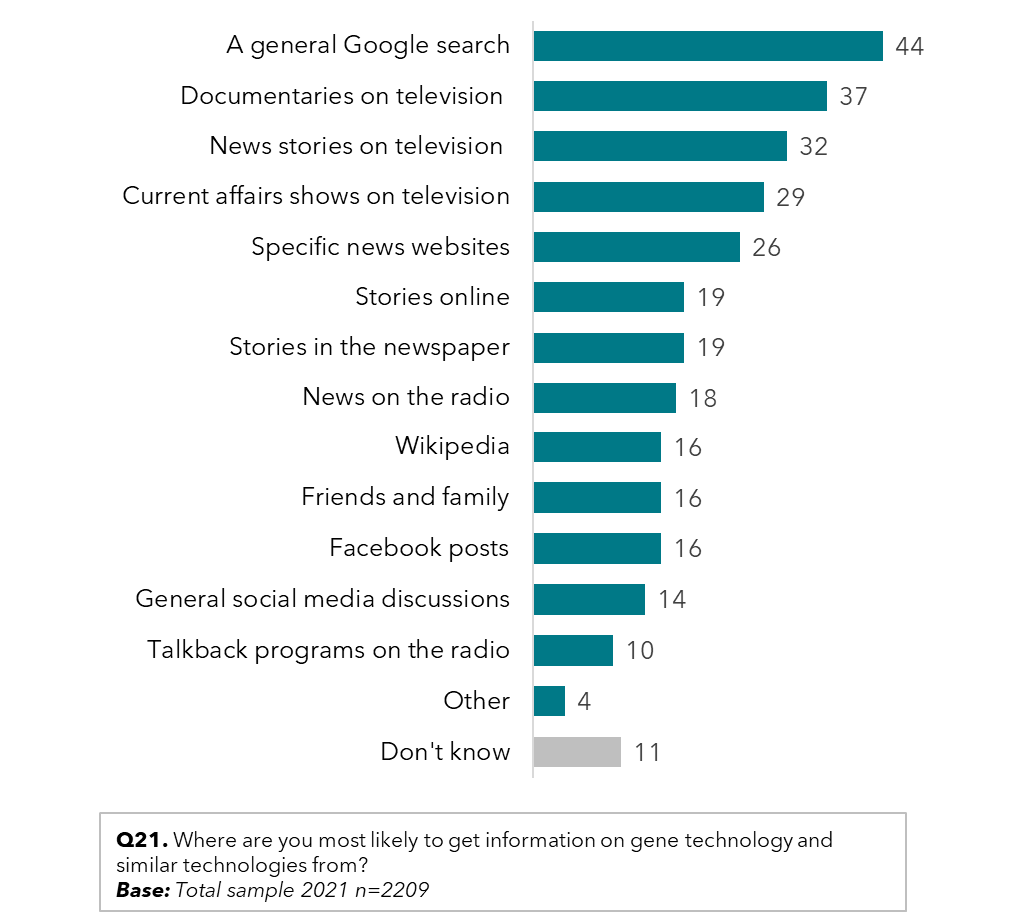 A general Google search 44
Documentaries on television 37
News stories on television 32
Current affairs shows on television 29
Specific news websites 26
Stories online 19
Stories in the newspaper 19
News on the radio 18
Wikipedia 16
Friends and family 16
Facebook posts 16
General social media discussions 14
Talkback programs on the radio 10
Other 4
Don't know 11
Q21. Where are you most likely to get information on gene technology and
similar technologies from?
Base: Total sample 2021 n=2209